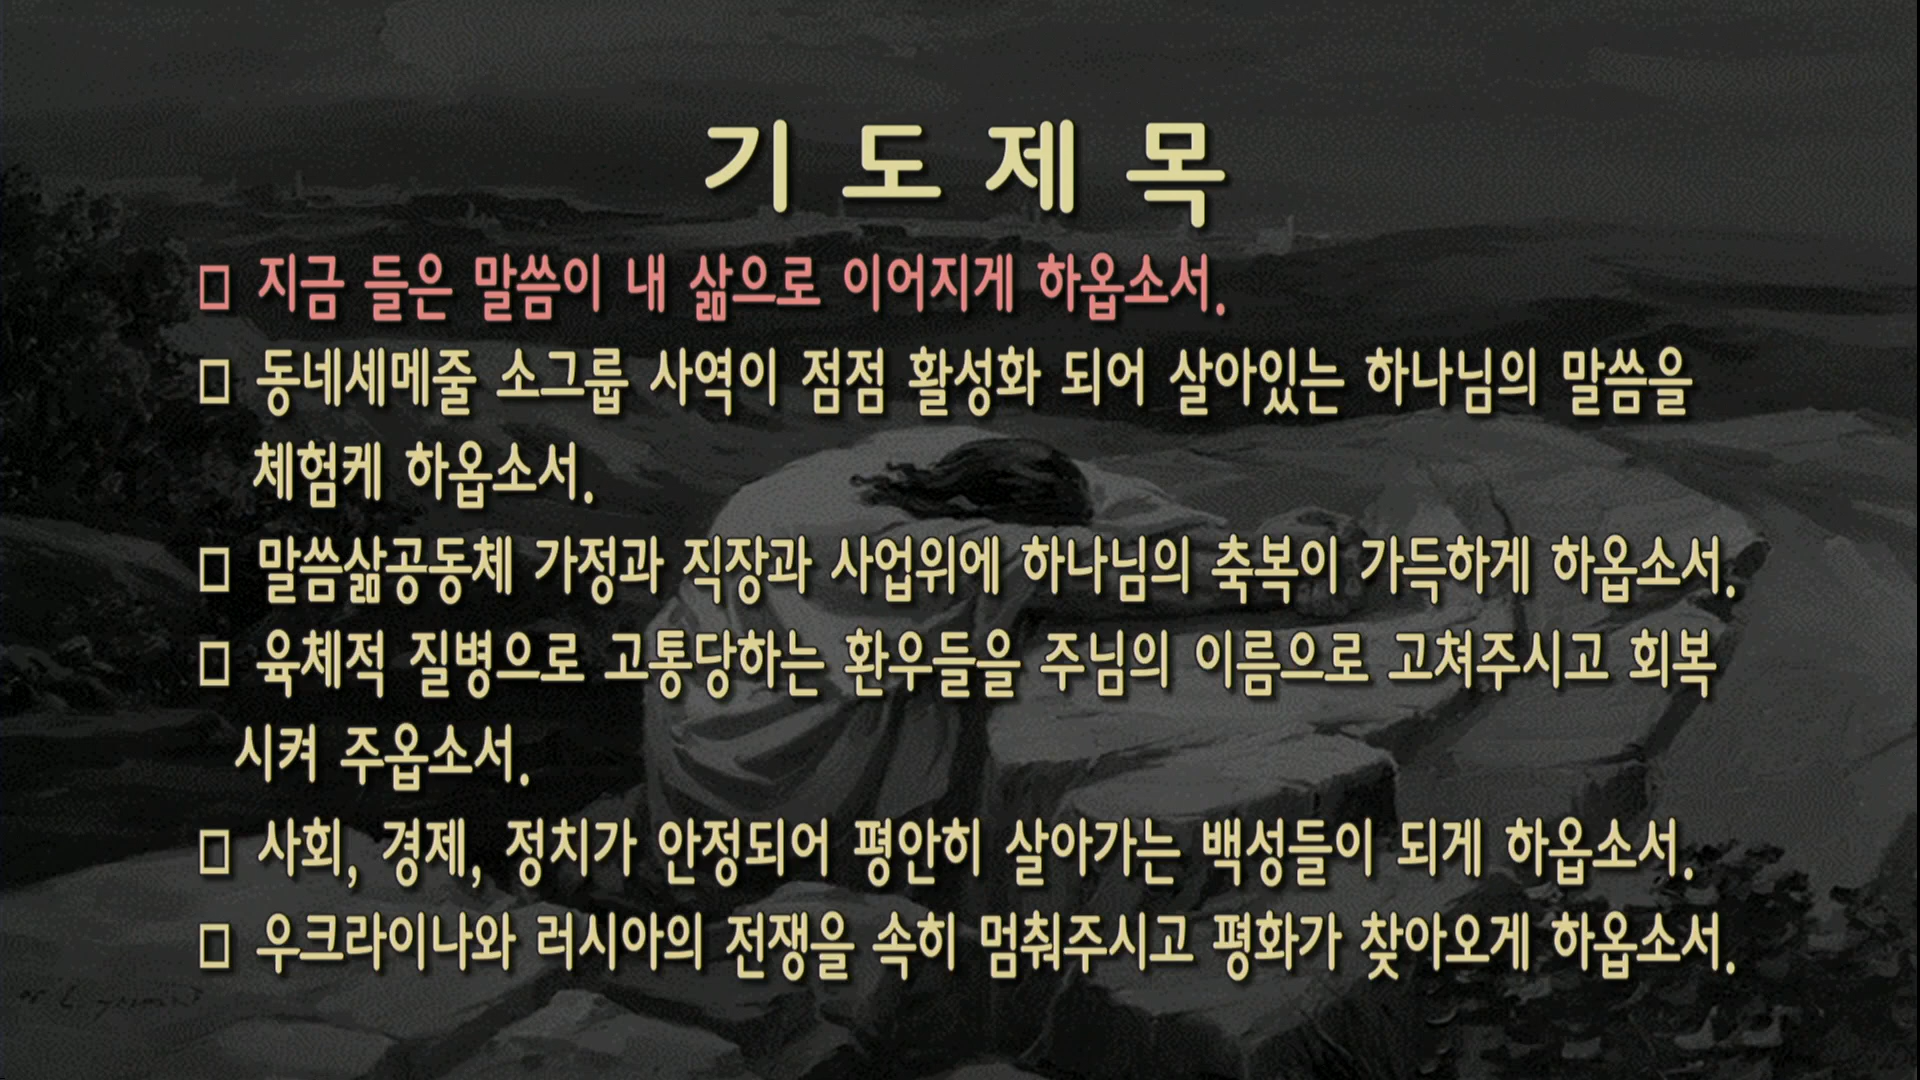 기 도 제 목
□ 지금 들은 말씀이 내 삶으로 이어지게 하옵소서.
□ 동네세메줄 소그룹 사역이 점점 활성화 되어 살아있는 하나님의 말씀을
체험케 하옵소서.
□ 말씀삶공동체 가정과 직장과 사업위에 하나님의 축복이 가득하게 하옵소서.
□ 육체적 질병으로 고통당하는 환우들을 주님의 이름으로 고쳐주시고 회복
시켜 주옵소서.
□ 사회, 경제, 정치가 안정되어 평안히 살아가는 백성들이 되게 하옵소서.
□ 우크라이나와 러시아의 전쟁을 속히 멈춰주시고 평화가 찾아오게 하옵소서.